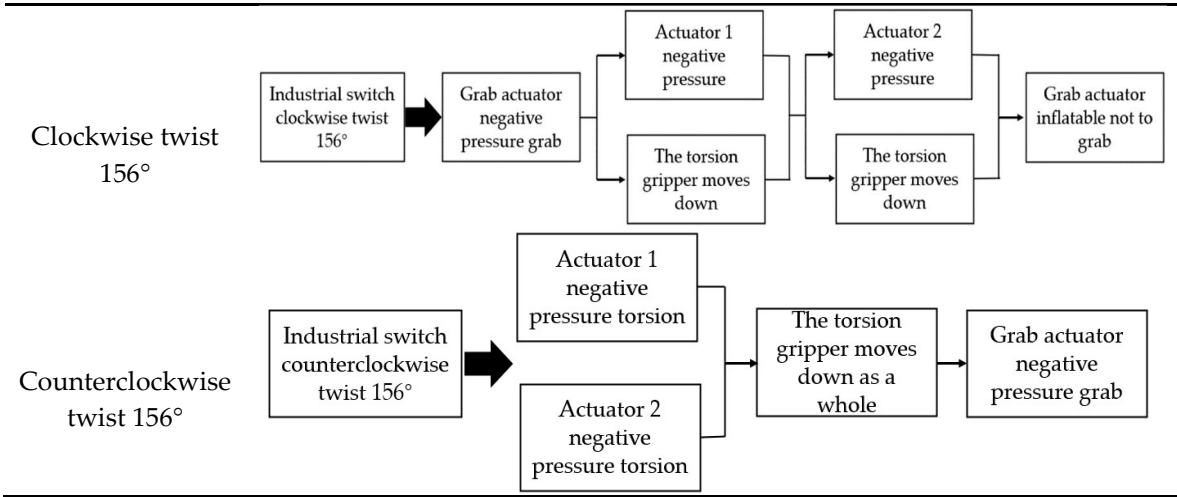 Clockwise twist
156°
Industrial switch
clockwise twist
156°
Grab actuator
negative
pressure grab
Actuator 1
negative
pressure
The torsion
gripper moves
down
Actuator 2
negative
pressure
The torsion
gripper moves
down
Grab actuator
inflatable not to
grab
Counterclockwise
twist 156°
Industrial switch
counterclockwise
twist 156°
Actuator 1
negative
pressure torsion
Actuator 2
negative
pressure torsion
The torsion
gripper moves
down as a
whole
Grab actuator
negative
pressure grab